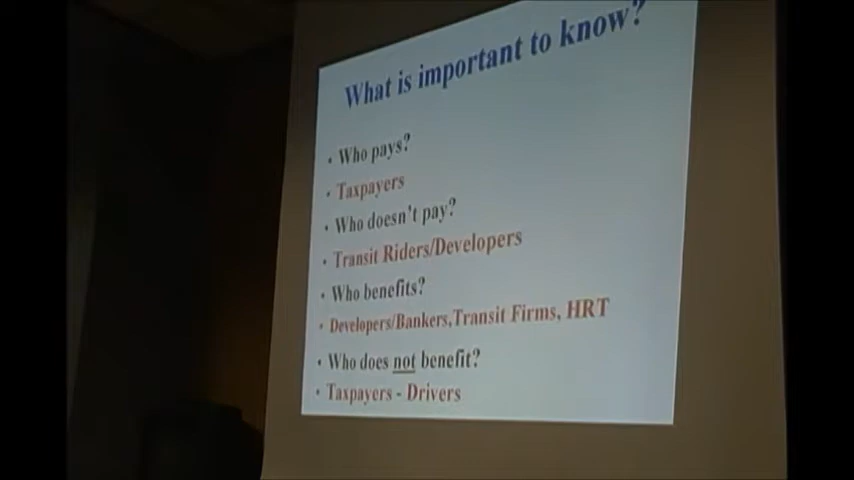 What is important to know?
• Who pays?
• Taxpayers
• Who doesn't pay?
• Transit Riders/Developers
• Who benefits?
• Developers/Bankers,Transit Firms, HRT
• Who does not benefit?
• Taxpayers - Drivers